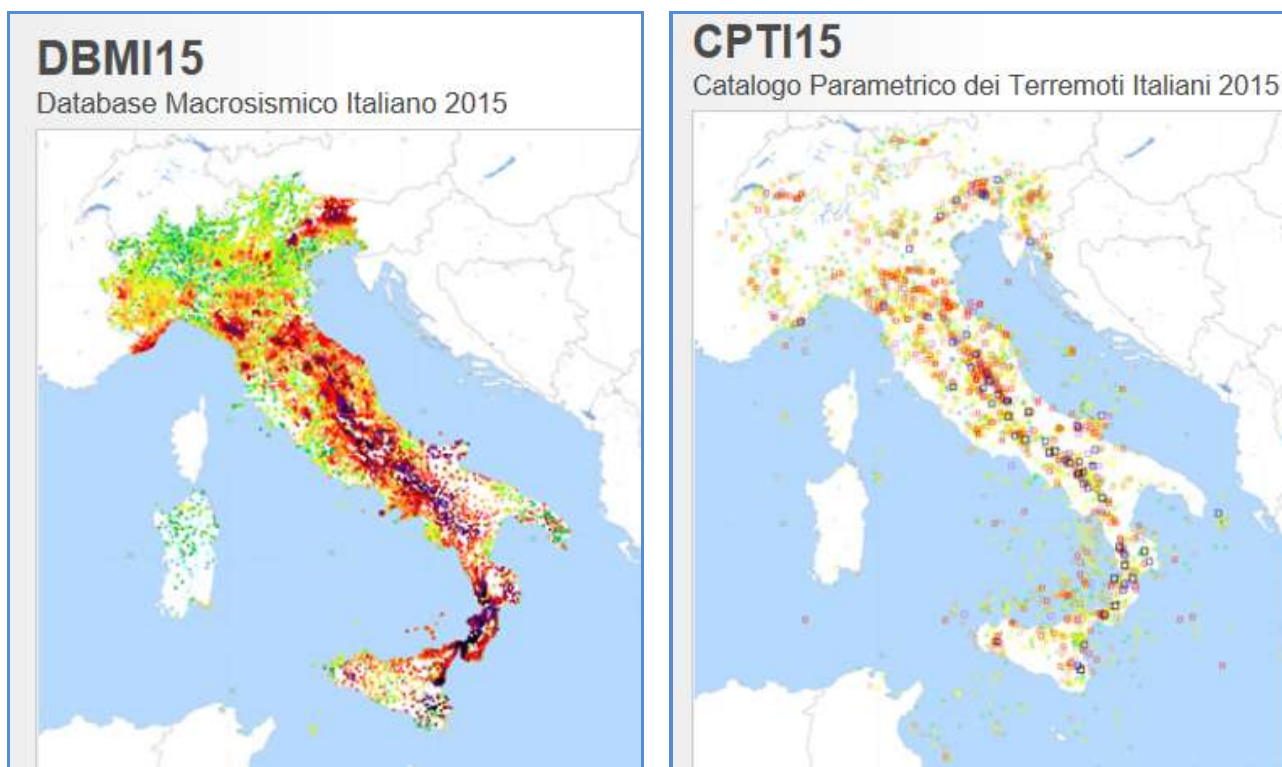 DBMI15
Database Macrosismico Italiano 2015
CPTI15
Catalogo Parametrico dei Terremoti Italiani 2015